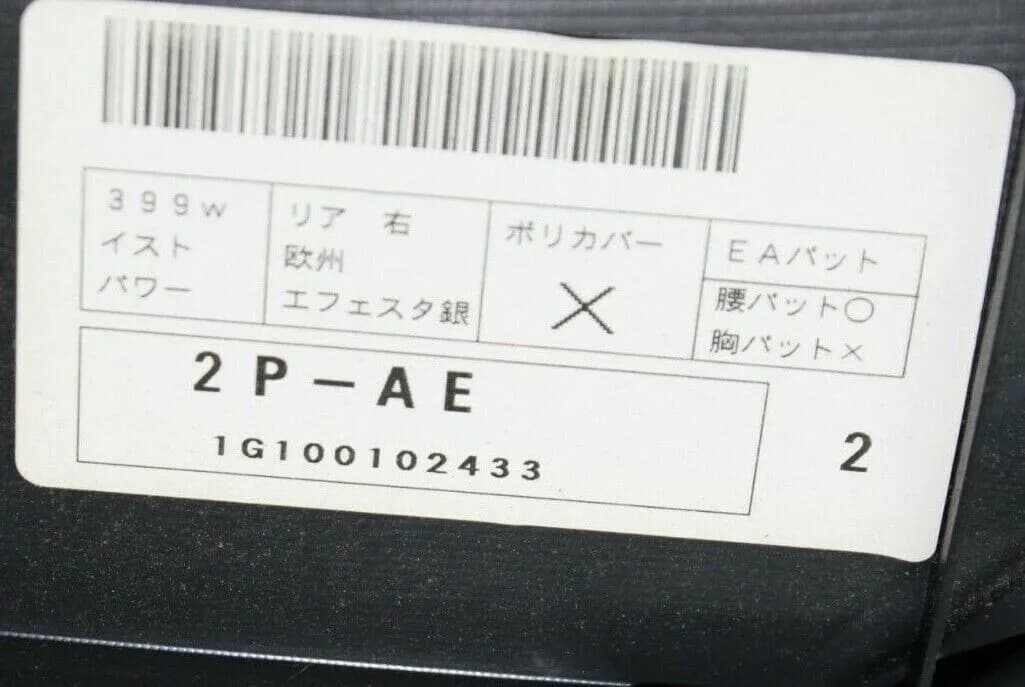 399W
イスト
パワー
リア 右
欧州
エフェスタ銀
ポリカバー
×
EAパット
腰パット○
胸パット×
2P-AE
1G100102433
2